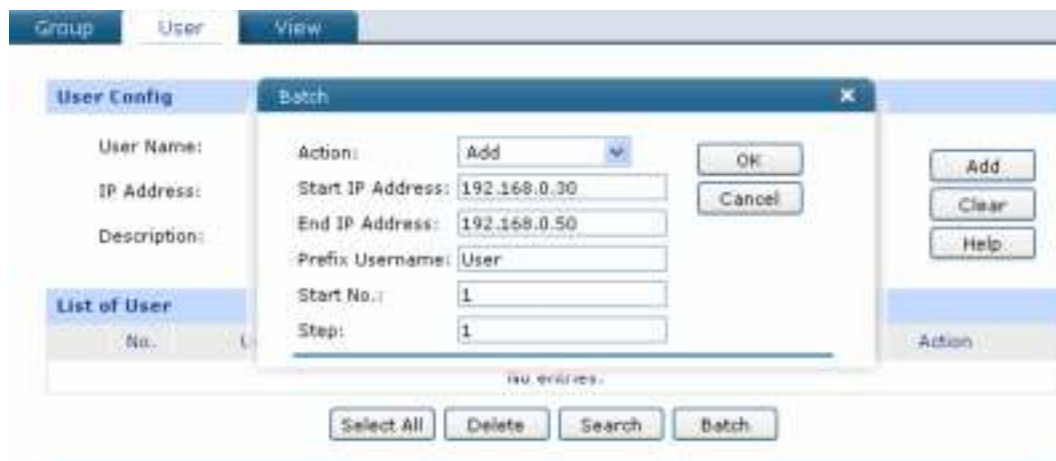 Group User View
User Config
Batch
User Name:
IP Address:
Description:
Action: Add
Start IP Address: 192.168.0.30
End IP Address: 192.168.0.50
Prefix Username: User
Start No.: 1
Step: 1
OK
Cancel
Add
Clear
Help
List of User
No. U Action
No entries.
Select All Delete Search Batch